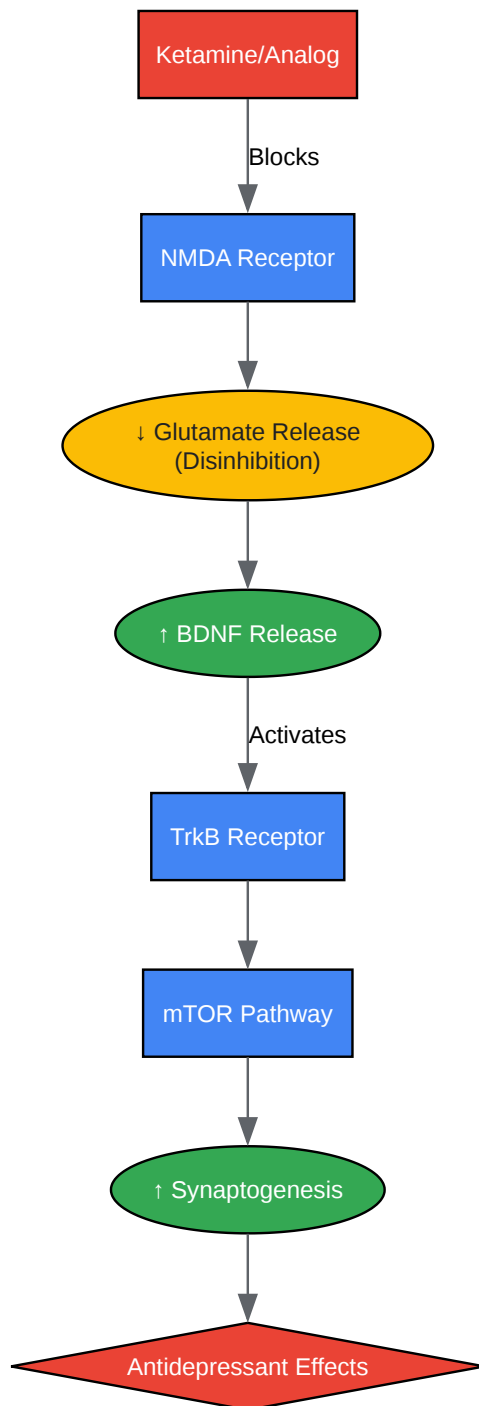 Ketamine/Analog
Blocks
NMDA Receptor
↓ Glutamate Release
(Disinhibition)
↑ BDNF Release
Activates
TrkB Receptor
mTOR Pathway
↑ Synaptogenesis
Antidepressant Effects